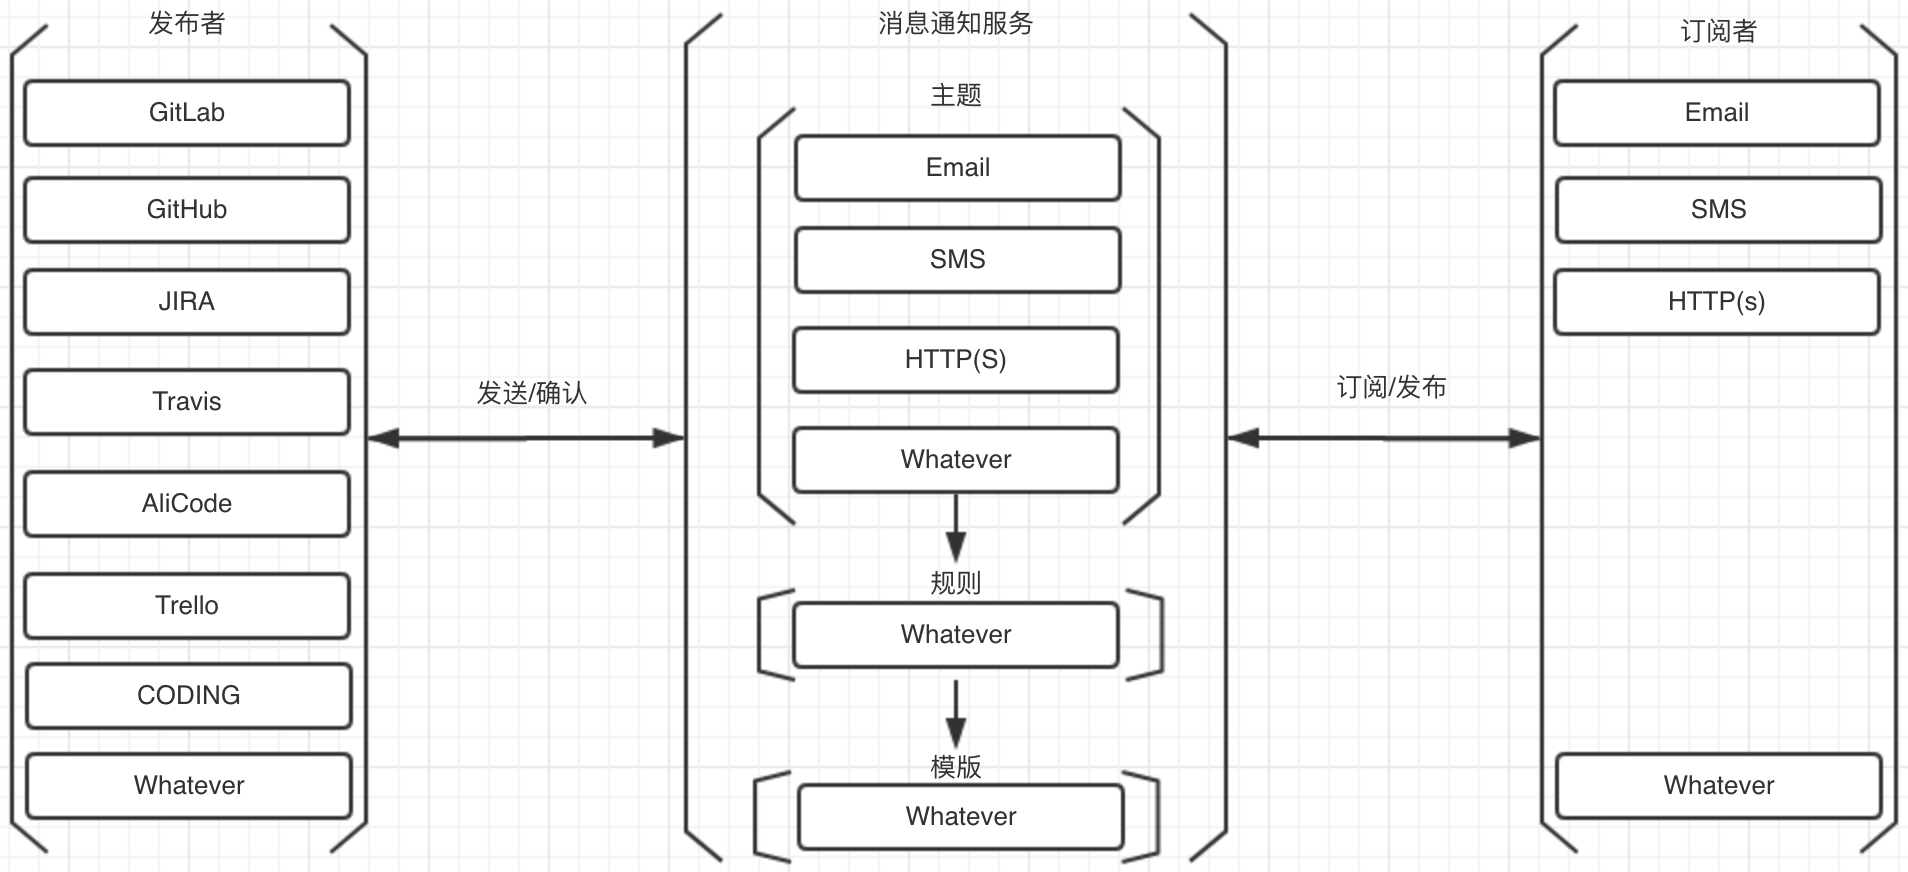 发布者
GitLab
GitHub
JIRA
Travis
AliCode
Trello
CODING
Whatever
发送/确认
消息通知服务
主题
Email
SMS
HTTP(S)
Whatever
规则
Whatever
模版
Whatever
订阅/发布
订阅者
Email
SMS
HTTP(s)
Whatever